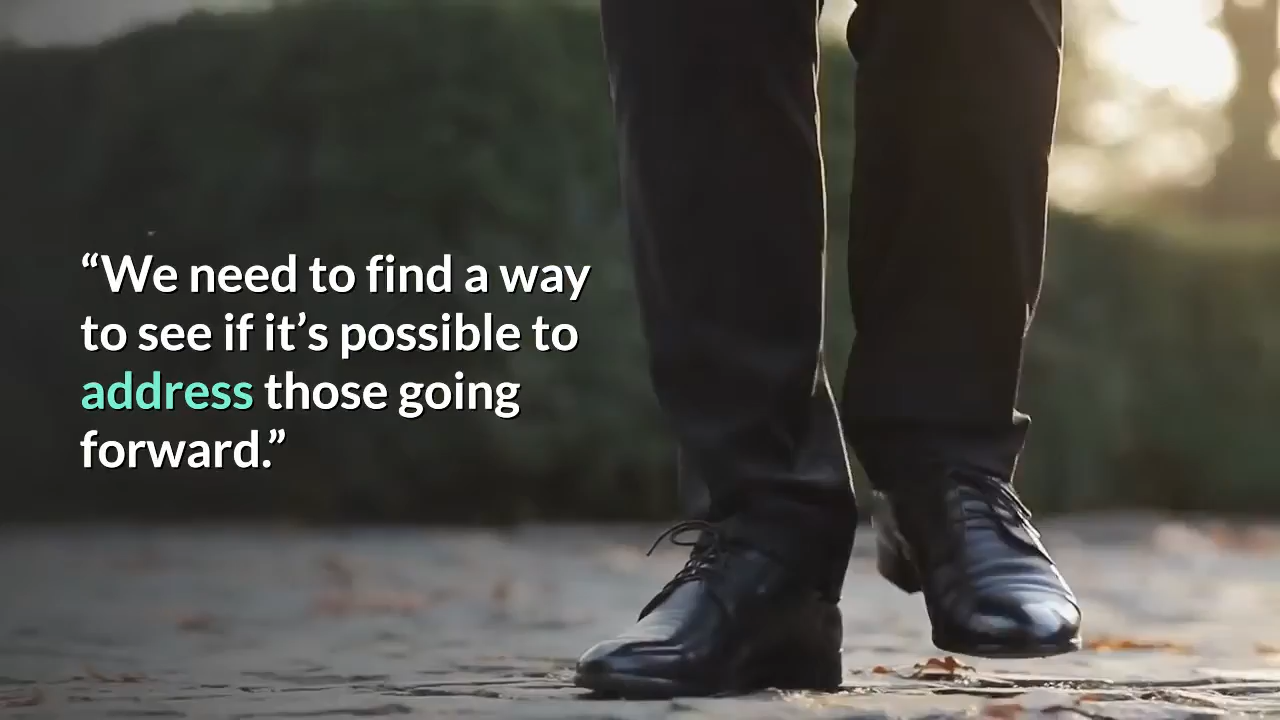 “We need to find a way
to see if it’s possible to
address those going
forward.”